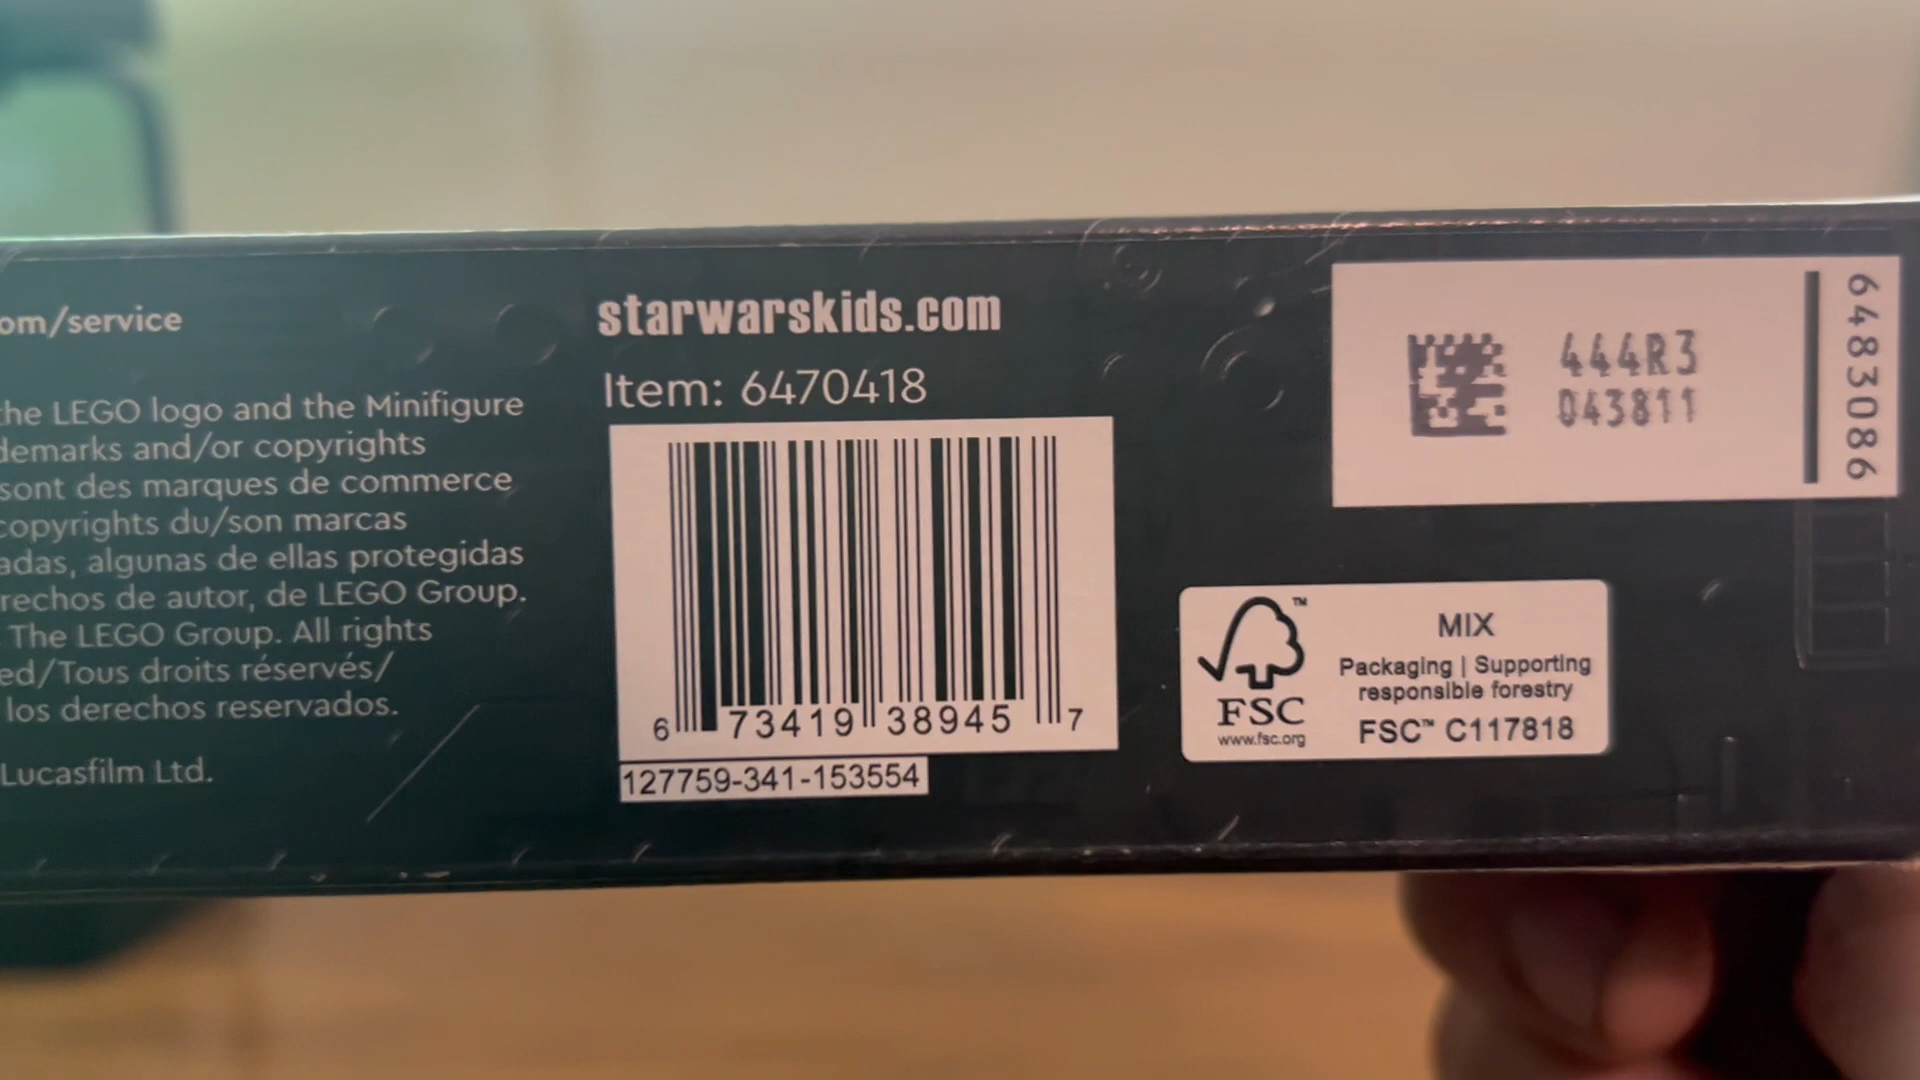 om/service
the LEGO logo and the Minifigure
demarks and/or copyrights
sont des marques de commerce
copyrights du/son marcas
adas, algunas de ellas protegidas
rechos de autor, de LEGO Group.
The LEGO Group. All rights
ed/Tous droits réservés/
los derechos reservados.
Lucasfilm Ltd.
starwarskids.com
Item: 6470418
6 73419 38945 7
127759-341-153554
444R3
043811
6483086
TM
FSC
www.fsc.org
MIX
Packaging | Supporting
responsible forestry
FSC™ C117818